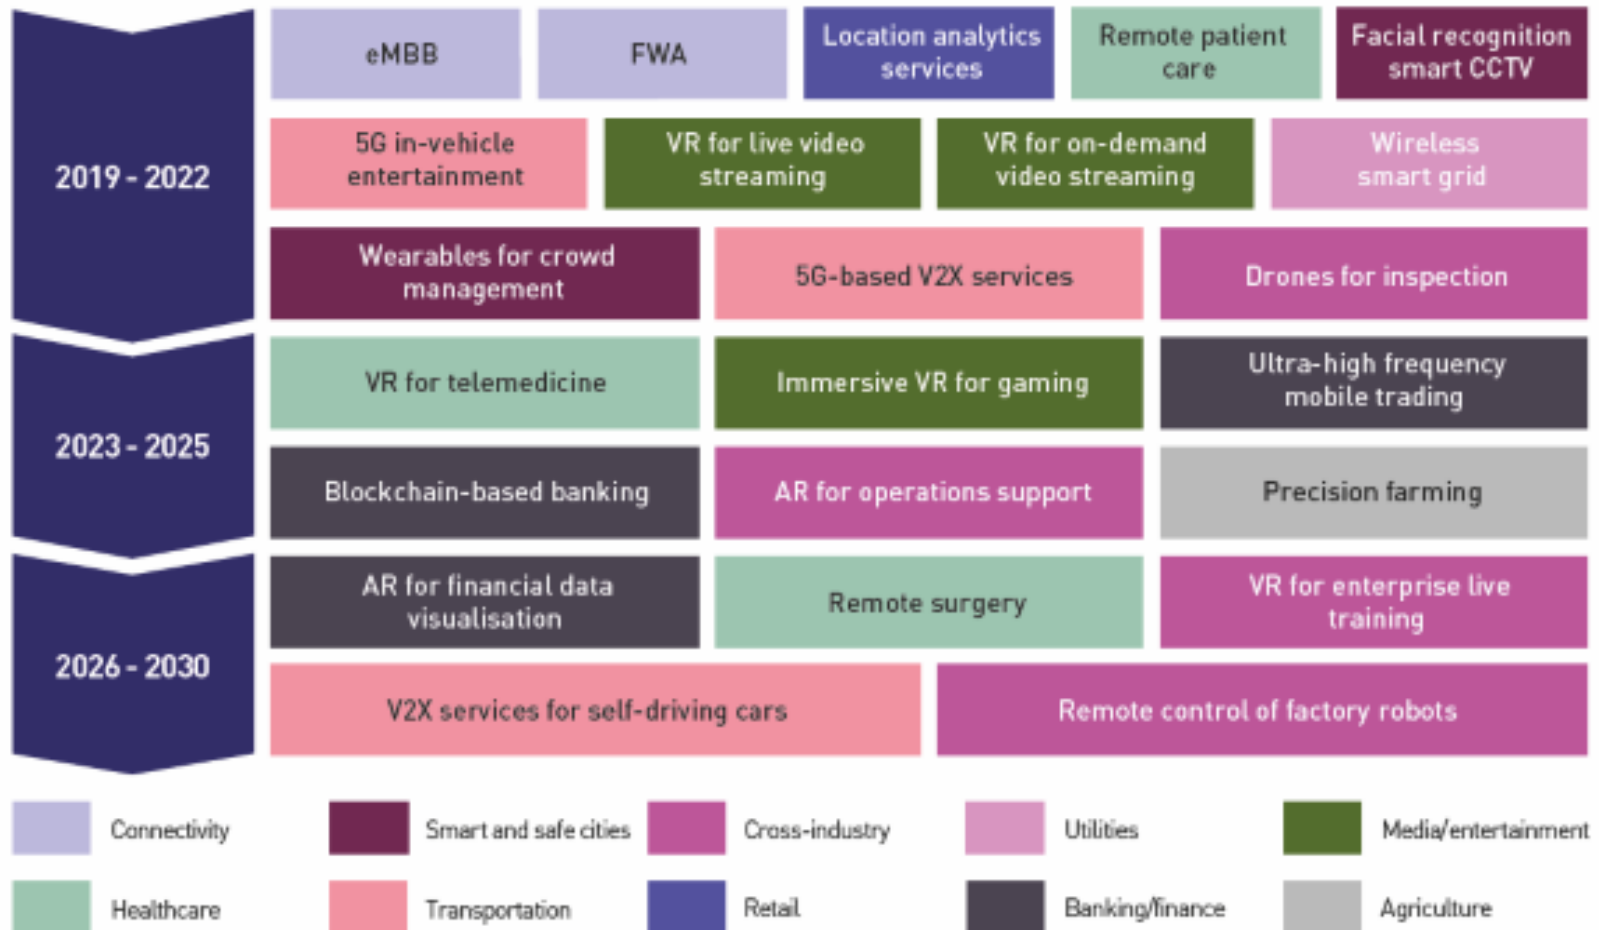 eMBB
FWA
Location analytics
services
Remote patient
care
Facial recognition
smart CCTV
2019 - 2022
5G in-vehicle
entertainment
VR for live video
streaming
VR for on-demand
video streaming
Wireless
smart grid
Wearables for crowd
management
5G-based V2X services
Drones for inspection
2023 - 2025
VR for telemedicine
Immersive VR for gaming
Ultra-high frequency
mobile trading
Blockchain-based banking
AR for operations support
Precision farming
2026 - 2030
AR for financial data
visualisation
Remote surgery
VR for enterprise live
training
V2X services for self-driving cars
Remote control of factory robots
Connectivity
Smart and safe cities
Cross-industry
Utilities
Media/entertainment
Healthcare
Transportation
Retail
Banking/finance
Agriculture